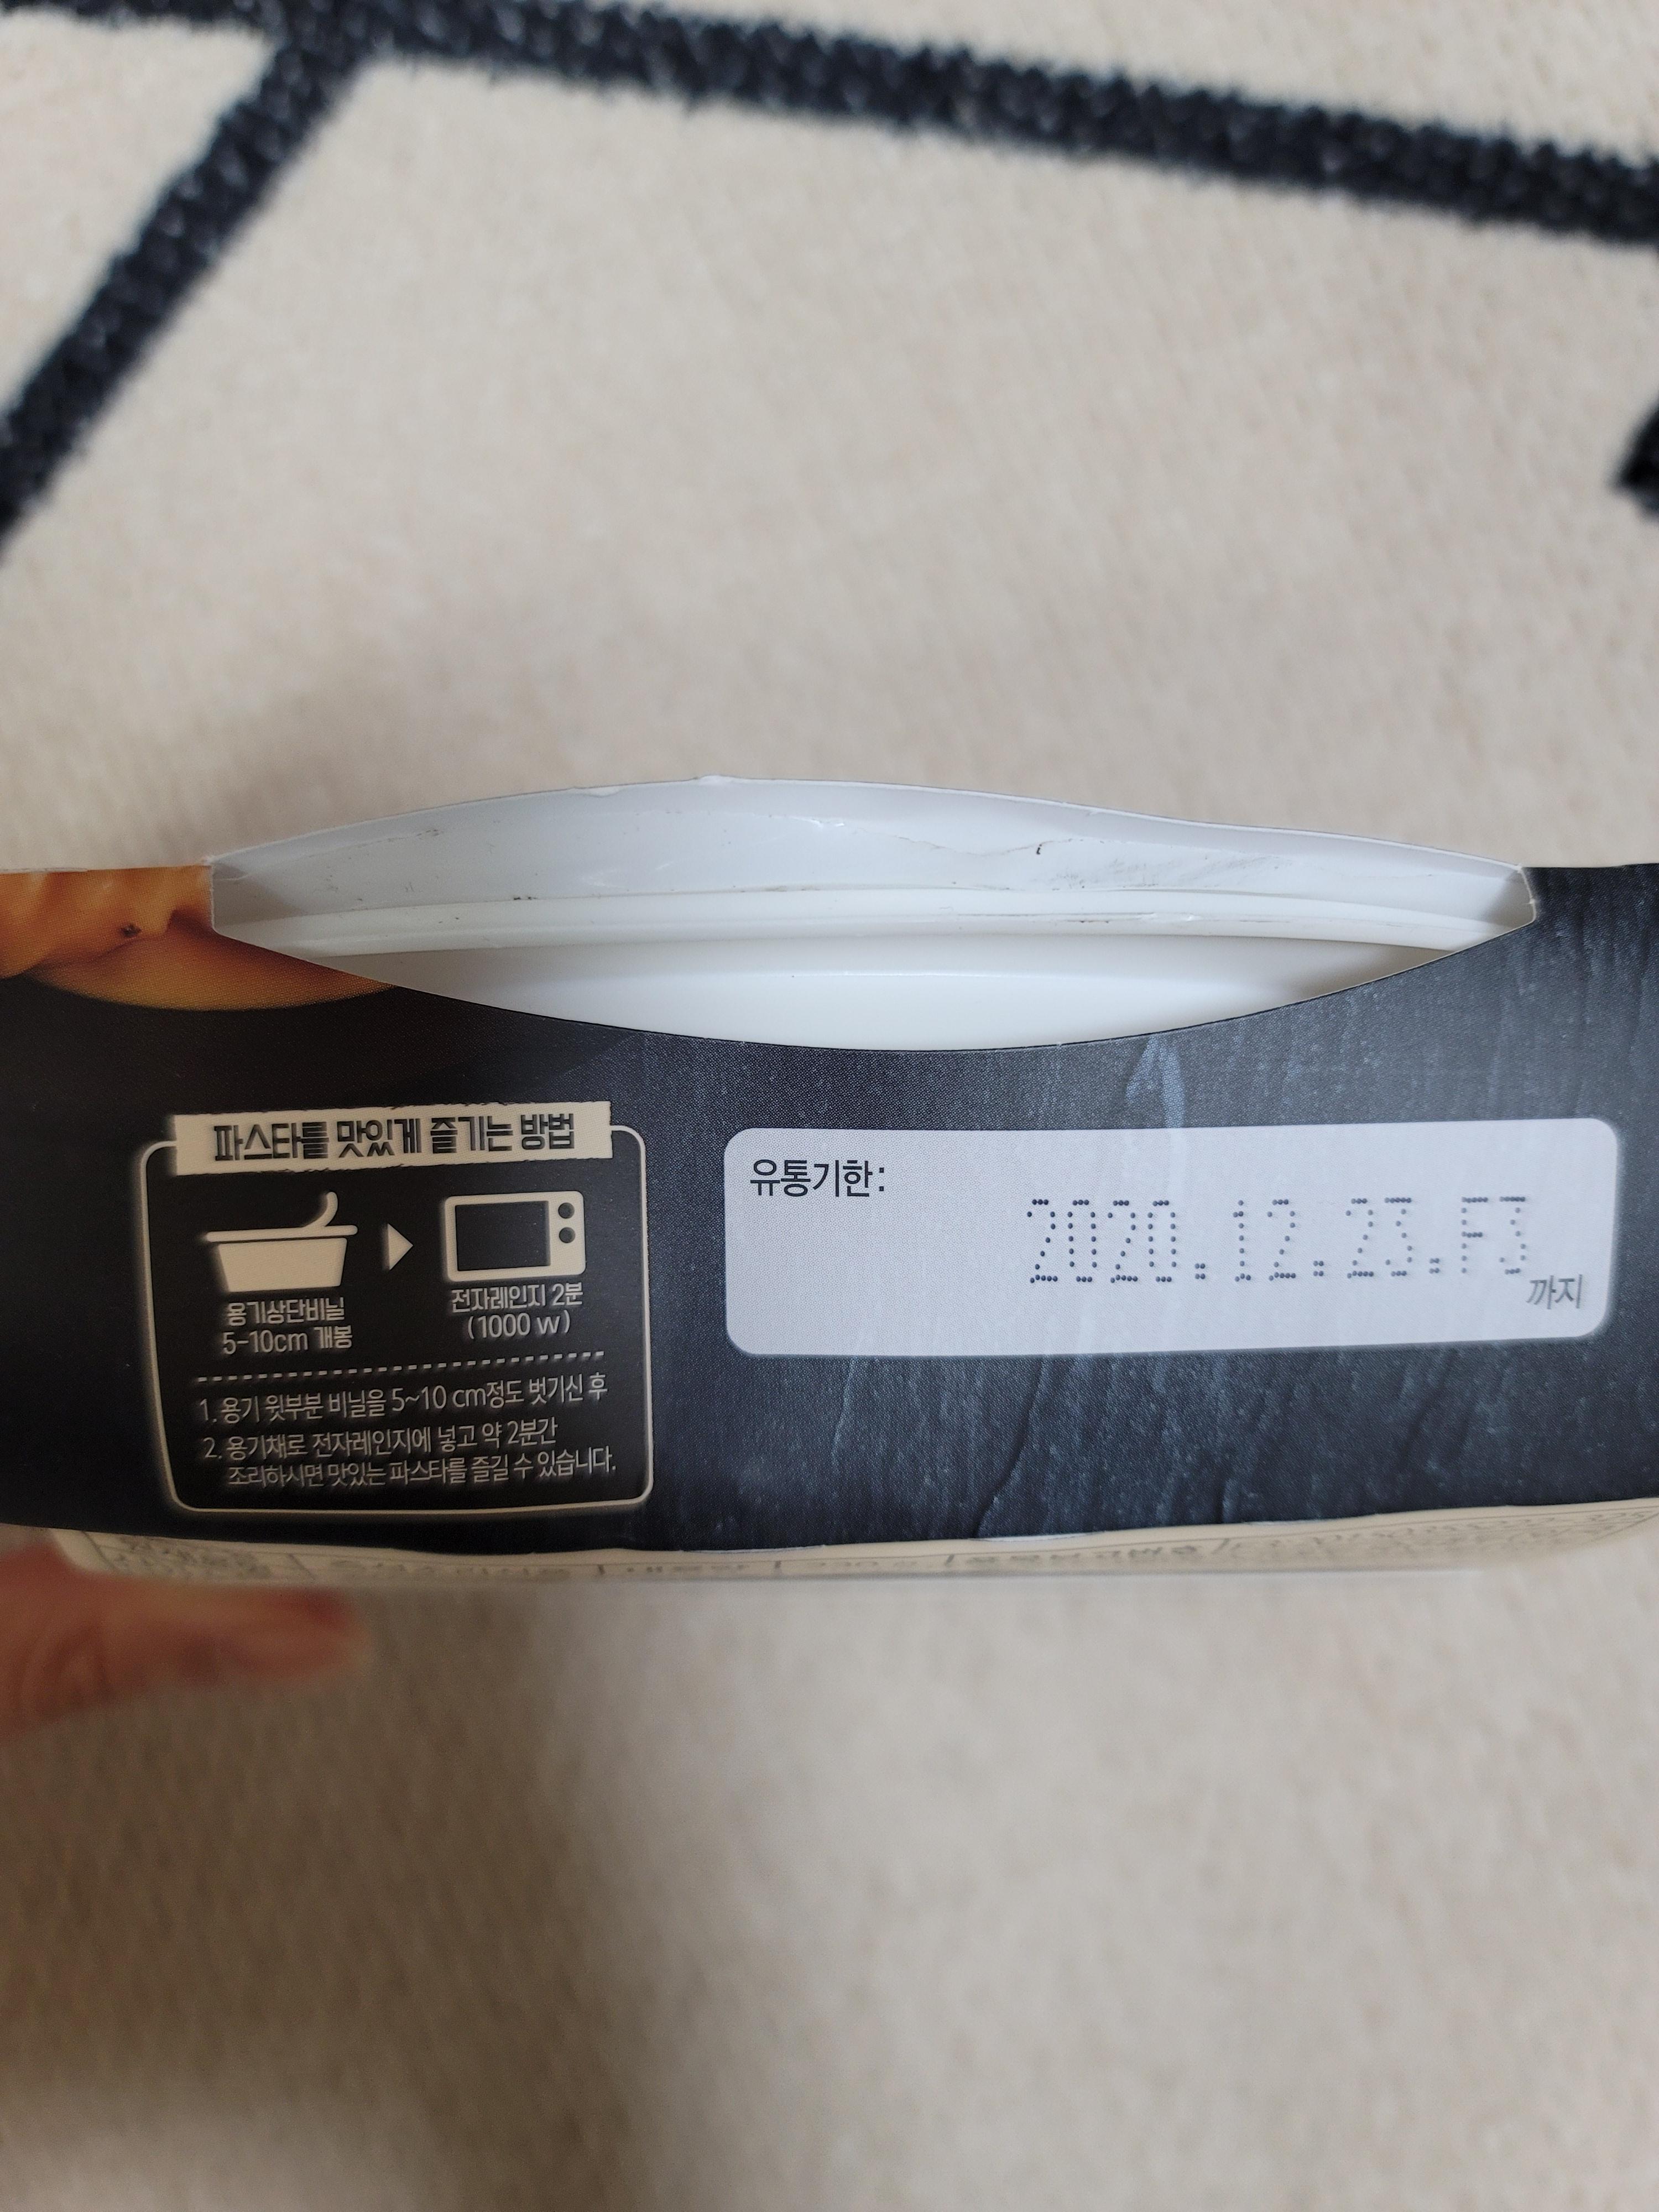 파스타를 맛있게 즐기는 방법
용기상단비닐
5-10cm 개봉
전자레인지 2분
(1000 w)
1. 용기 윗부분 비닐을 5~10 cm정도 벗기신 후
2. 용기채로 전자레인지에 넣고 약 2분간
조리하시면 맛있는 파스타를 즐길 수 있습니다.
유통기한:
2020.12.23.F3
까지